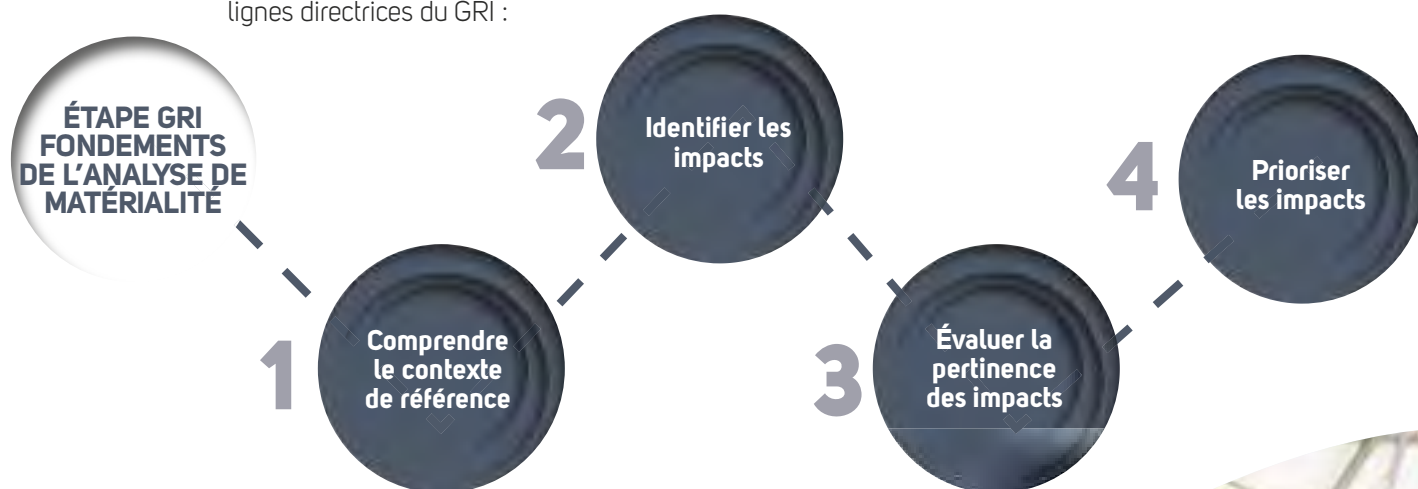 lignes directrices du GRI :
ÉTAPE GRI
FONDEMENTS
DE L'ANALYSE DE
MATÉRIALITÉ
1
Comprendre
le contexte
de référence
2
Identifier les
impacts
3
Évaluer la
pertinence
des impacts
4
Prioriser
les impacts